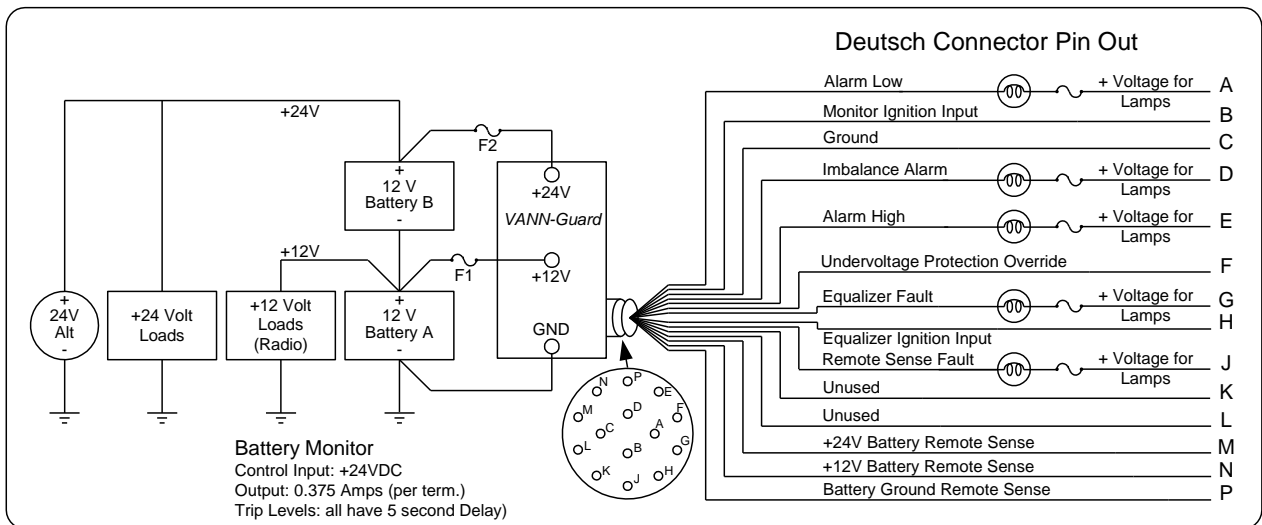 Deutsch Connector Pin Out
+24V
F2
+
12 V
Battery B
-
+24V
VANN-Guard
+12V
GND
+12V
F1
+
24V
Alt
-
+24 Volt
Loads
+12 Volt
Loads
(Radio)
+
12 V
Battery A
-
Alarm Low
+ Voltage for
Lamps
A
Monitor Ignition Input
B
Ground
C
Imbalance Alarm
+ Voltage for
Lamps
D
Alarm High
+ Voltage for
Lamps
E
Undervoltage Protection Override
F
Equalizer Fault
+ Voltage for
Lamps
G
H
Equalizer Ignition Input
Remote Sense Fault
+ Voltage for
Lamps
J
Unused
K
Unused
L
+24V Battery Remote Sense
M
+12V Battery Remote Sense
N
Battery Ground Remote Sense
P
N
P
E
M
D
F
C
A
L
B
G
K
J
H
Battery Monitor
Control Input: +24VDC
Output: 0.375 Amps (per term.)
Trip Levels: all have 5 second Delay)